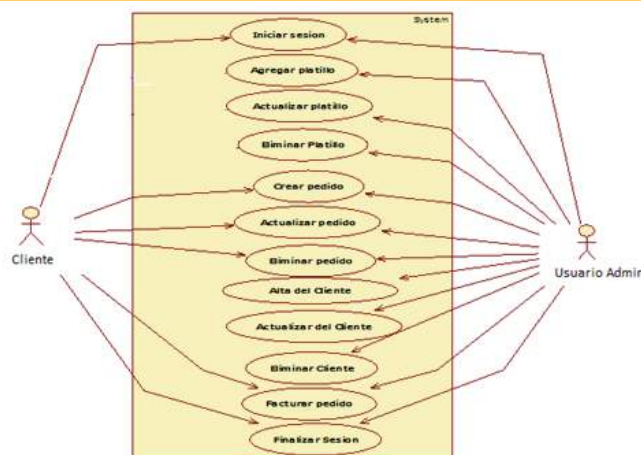 System
Iniciar sesion
Agregar platillo
Actualizar platillo
Eliminar Platillo
Crear pedido
Actualizar pedido
Cliente
Eliminar pedido
Usuario Admin
Alta del Cliente
Actualizar del Cliente
Eliminar Cliente
Facturar pedido
Finalizar Sesion